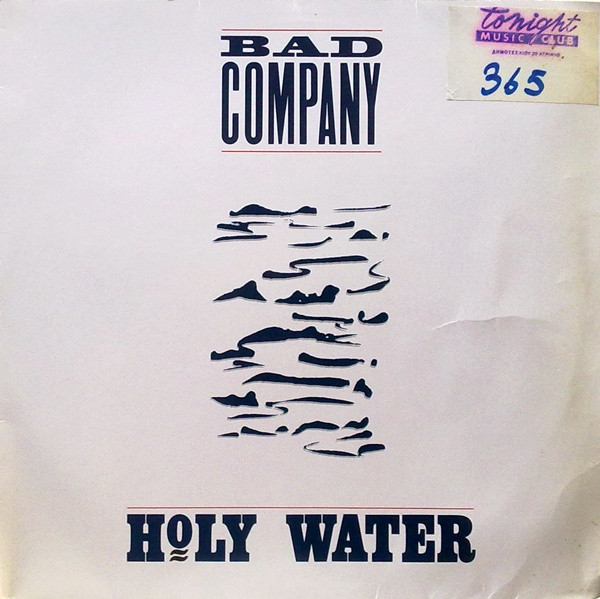 BAD
COMPANY
tonight
MUSIC / CLUB
365
HoLY WATER